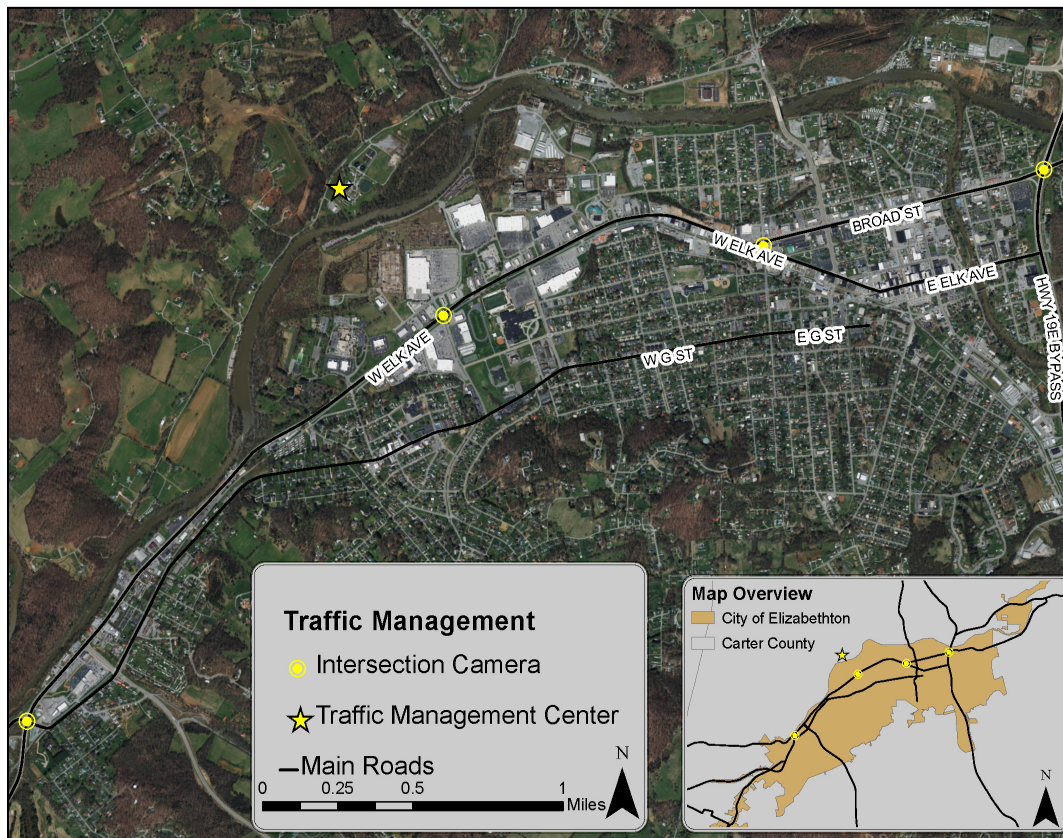 BROAD ST
W ELK AVE
E ELK AVE
HWY 19E BYPASS
E G ST
W G ST
W ELK AVE
Traffic Management
Intersection Camera
Traffic Management Center
Main Roads
N
0 0.25 0.5 1
Miles
Map Overview
City of Elizabethton
Carter County
N